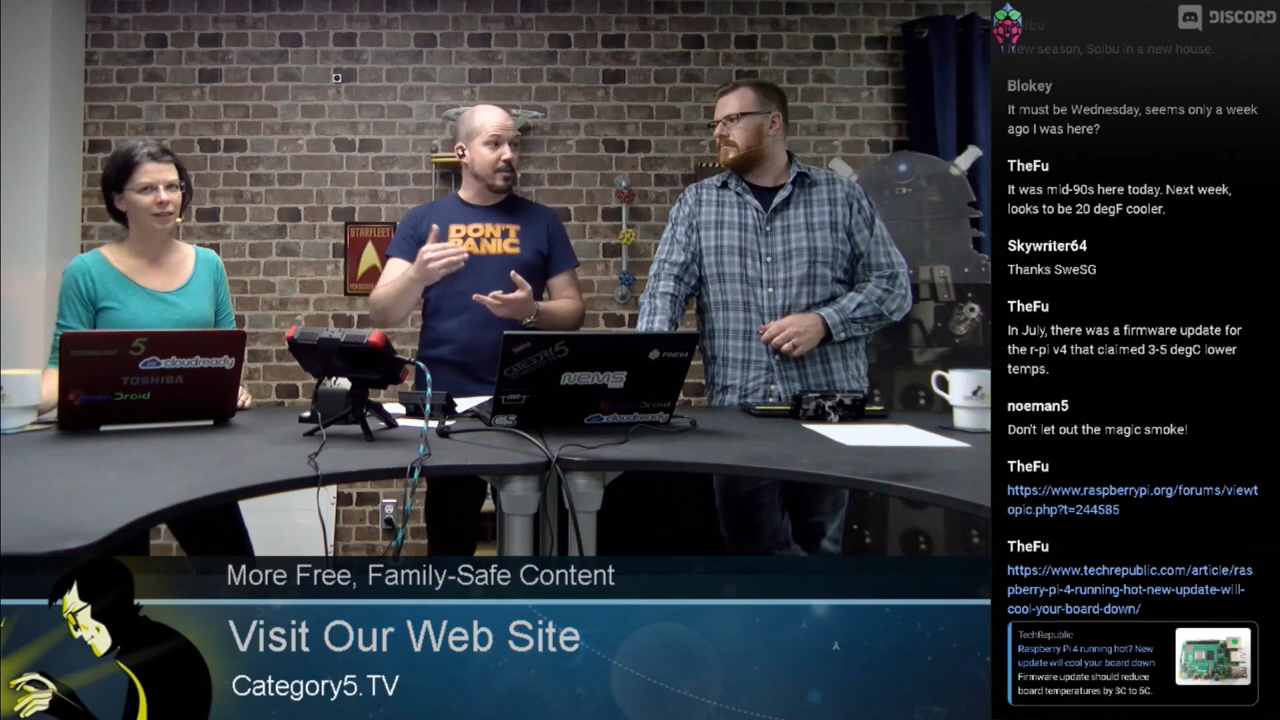 STARFLEET
DON'T
PANIC
TECHNOLOGY 5
cloudready
TOSHIBA
Droid
CATEGORY5
PINE64
NEMS
cloudready
More Free, Family-Safe Content
Visit Our Web Site
Category5.TV
DISCORD
New season, Solbu in a new house.
Blokey
It must be Wednesday, seems only a week
ago I was here?
TheFu
It was mid-90s here today. Next week,
looks to be 20 degF cooler.
Skywriter64
Thanks SweSG
TheFu
In July, there was a firmware update for
the r-pi v4 that claimed 3-5 degC lower
temps.
noeman5
Don't let out the magic smoke!
TheFu
https://www.raspberrypi.org/forums/viewt
opic.php?t=244585
TheFu
https://www.techrepublic.com/article/ras
pberry-pi-4-running-hot-new-update-will-
cool-your-board-down/
TechRepublic
Raspberry Pi 4 running hot? New
update will cool your board down
Firmware update should reduce
board temperatures by 3C to 5C.